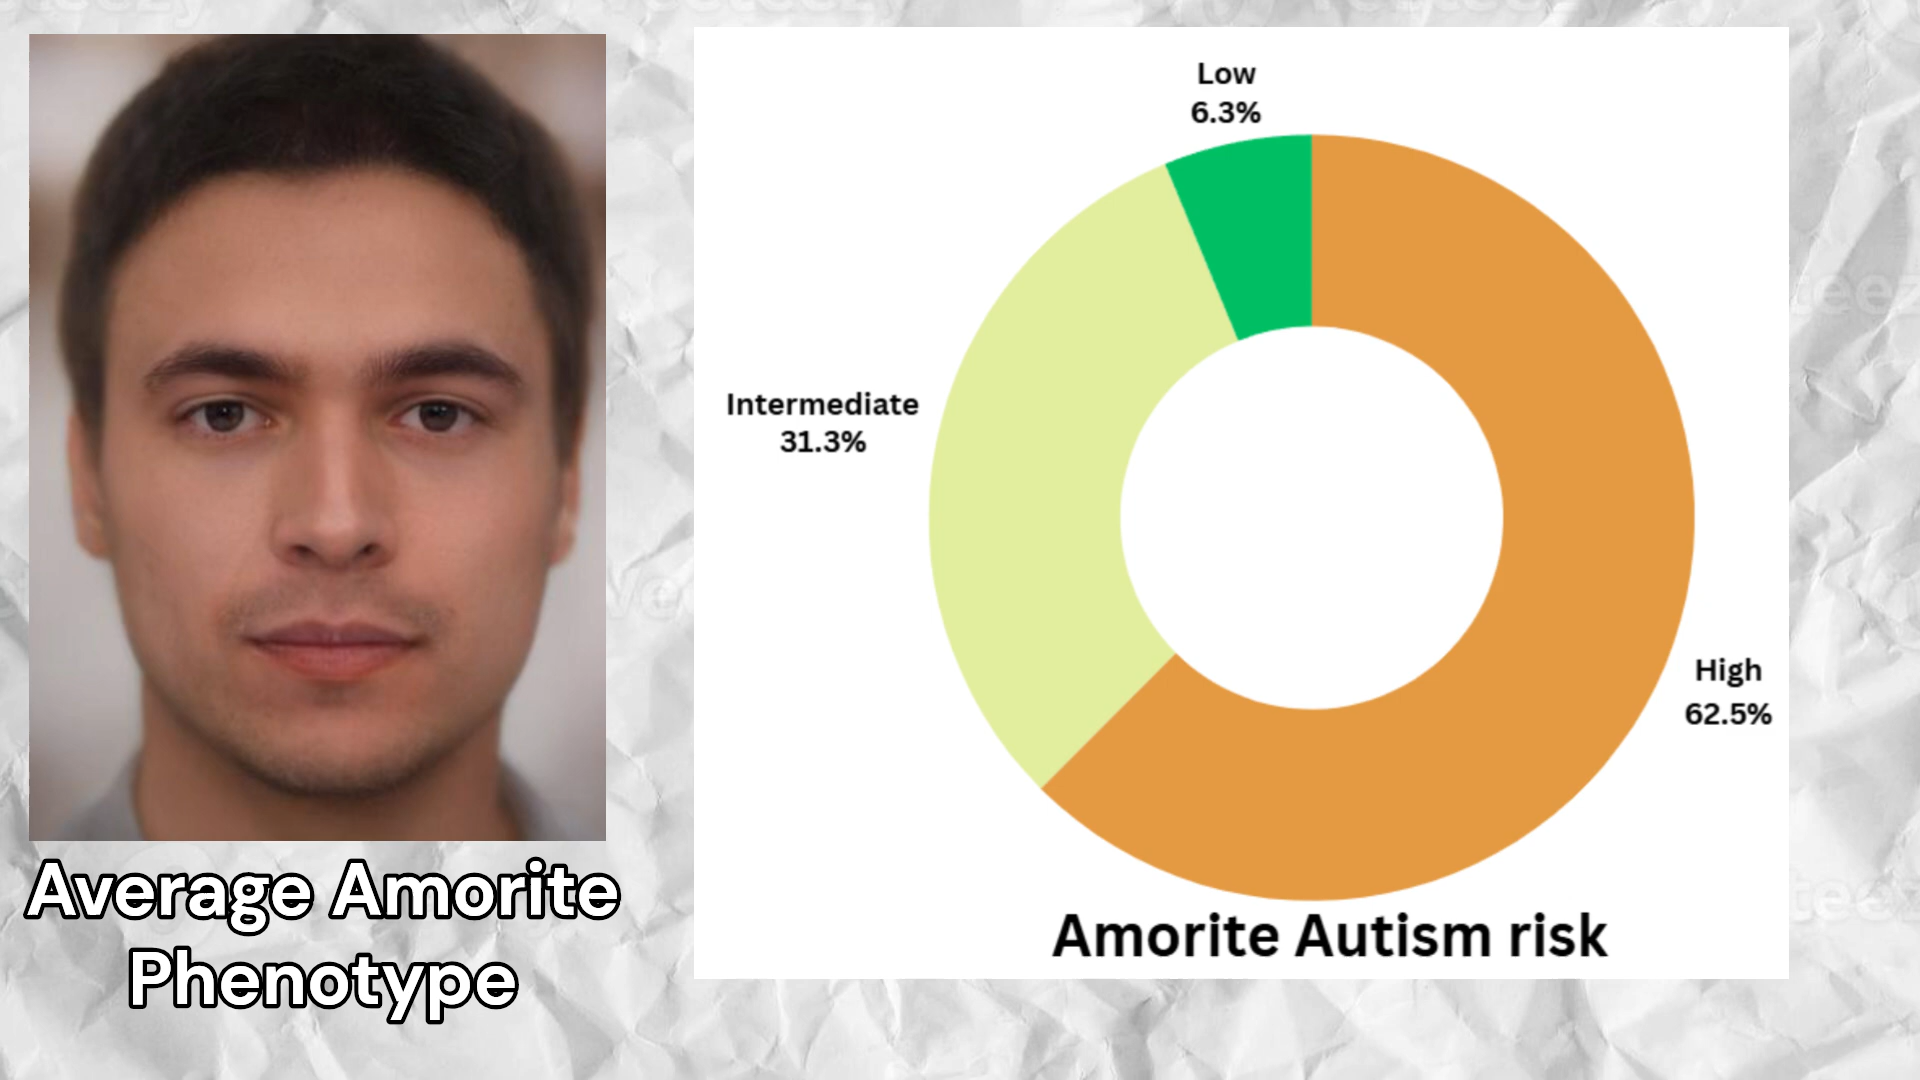 Average Amorite
Phenotype
Low
6.3%
Intermediate
31.3%
High
62.5%
Amorite Autism risk